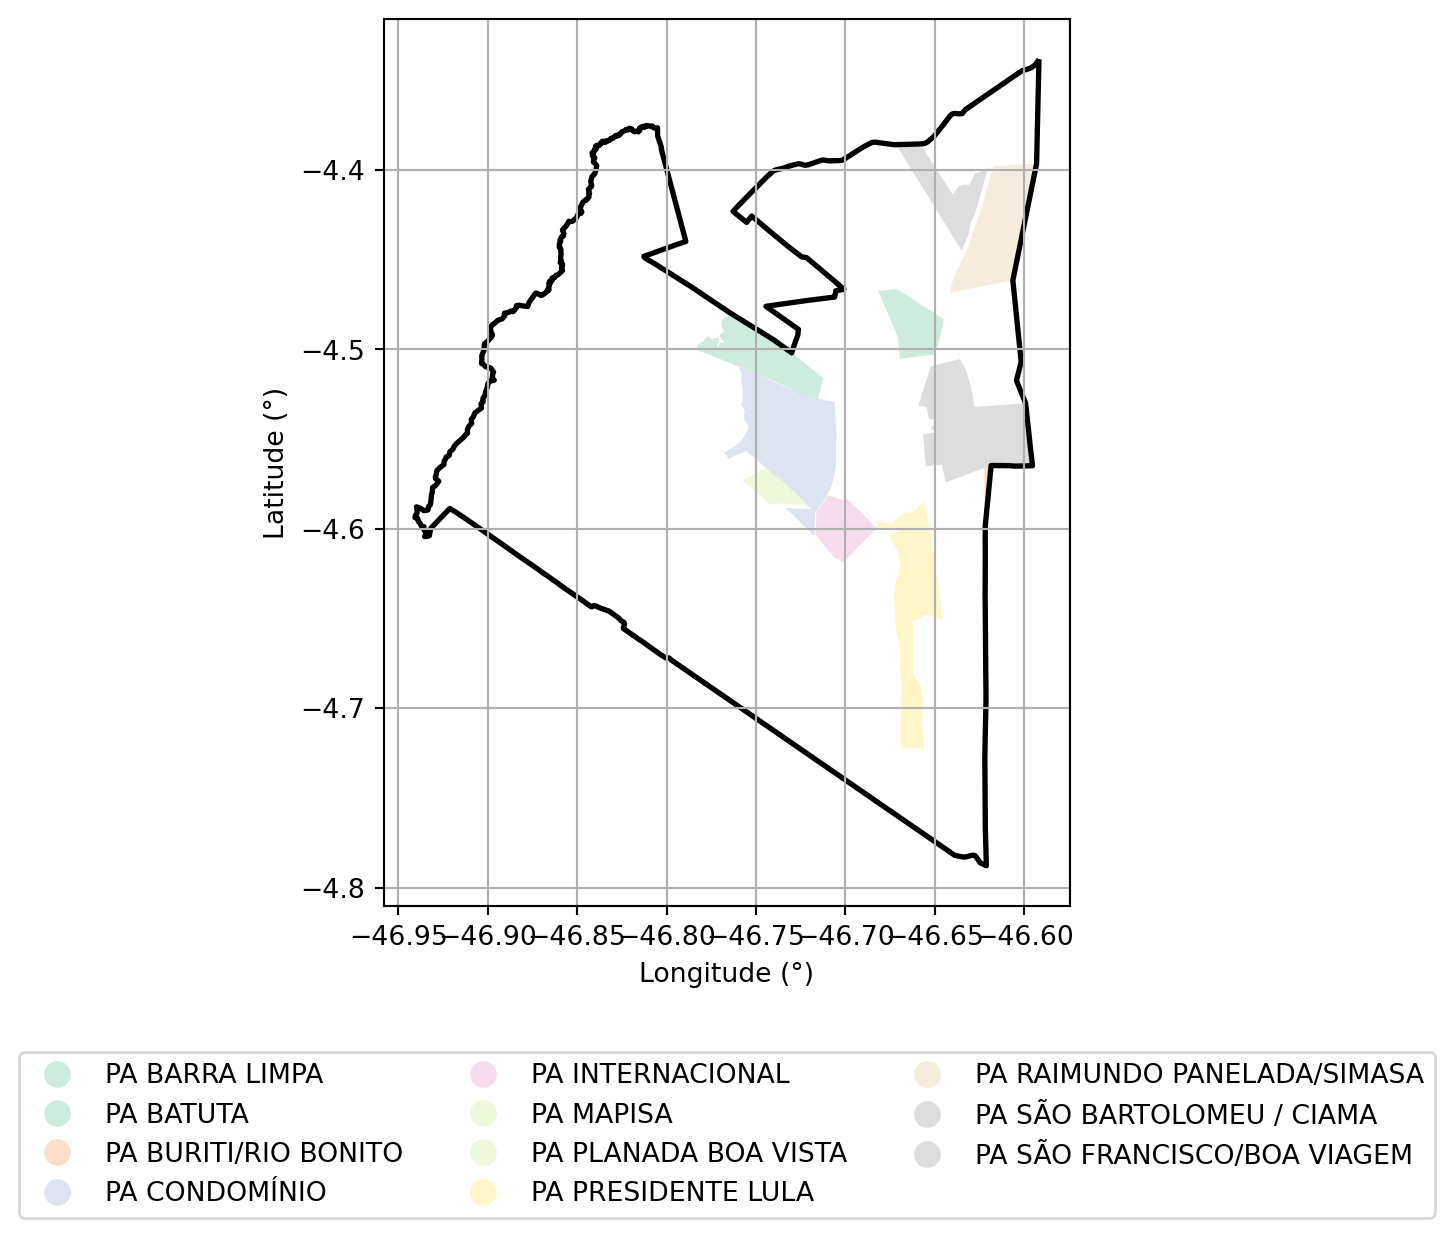 −4.4
−4.5
−4.6
−4.7
−4.8
Latitude (°)
−46.95 −46.90 −46.85 −46.80 −46.75 −46.70 −46.65 −46.60
Longitude (°)
PA BARRA LIMPA
PA BATUTA
PA BURITI/RIO BONITO
PA CONDOMÍNIO
PA INTERNACIONAL
PA MAPISA
PA PLANADA BOA VISTA
PA PRESIDENTE LULA
PA RAIMUNDO PANELADA/SIMASA
PA SÃO BARTOLOMEU / CIAMA
PA SÃO FRANCISCO/BOA VIAGEM